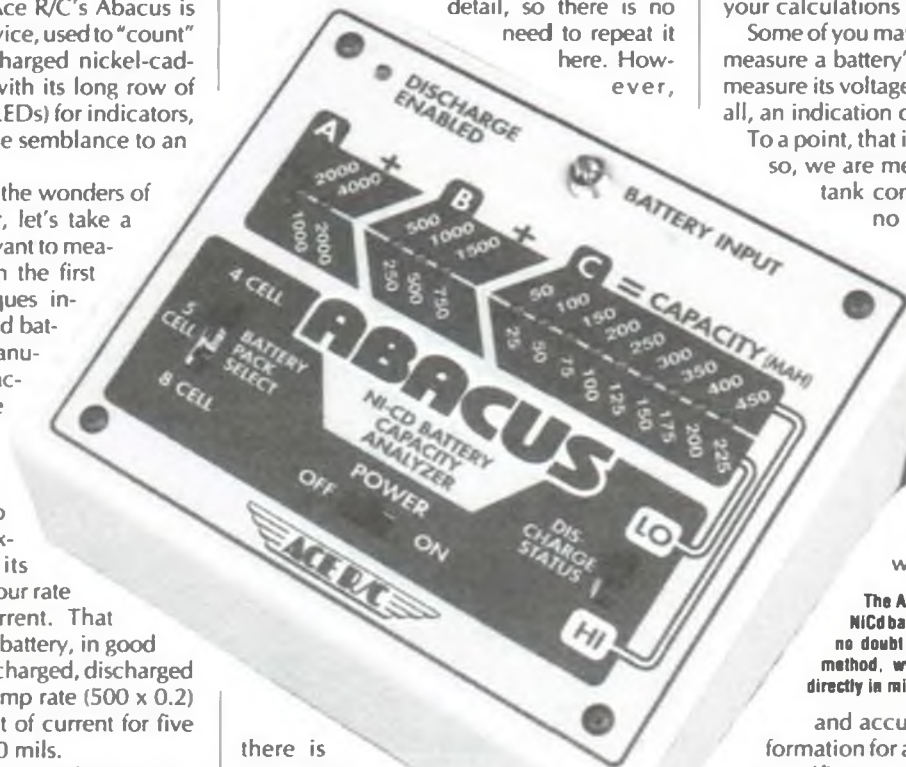 Ace R/C's Abacus is
vice, used to "count"
harged nickel-cad-
with its long row of
LEDs) for indicators,
e semblance to an
the wonders of
r, let's take a
vant to mea-
n the first
ques in-
d bat-
anu-
ac-
e
o
x-
its
our rate
rrent. That
battery, in good
charged, discharged
amp rate (500 x 0.2)
t of current for five
0 mils.
detail, so there is no
need to repeat it
here. How-
ever,
DISCHARGE
ENABLED
BATTERY INPUT
A + B + C = CAPACITY (MAH)
2000 4000
500 1000 1500
50 100 150 200 250 300 350 400 450
1000 2000
250 500 750
25 50 75 100 125 150 175 200 225
4 CELL
5 CELL
8 CELL
BATTERY
PACK
SELECT
ABACUS
NI-CD BATTERY
CAPACITY
ANALYZER
OFF POWER ON
ACE R/C
DIS-
CHARGE
STATUS
LO
HI
there is
your calculations
Some of you may
measure a battery'
measure its voltage
all, an indication o
To a point, that i
so, we are me
tank con
no
w
The A
NiCd ba
no doubt
method, w
directly in mi
and accu
formation for a